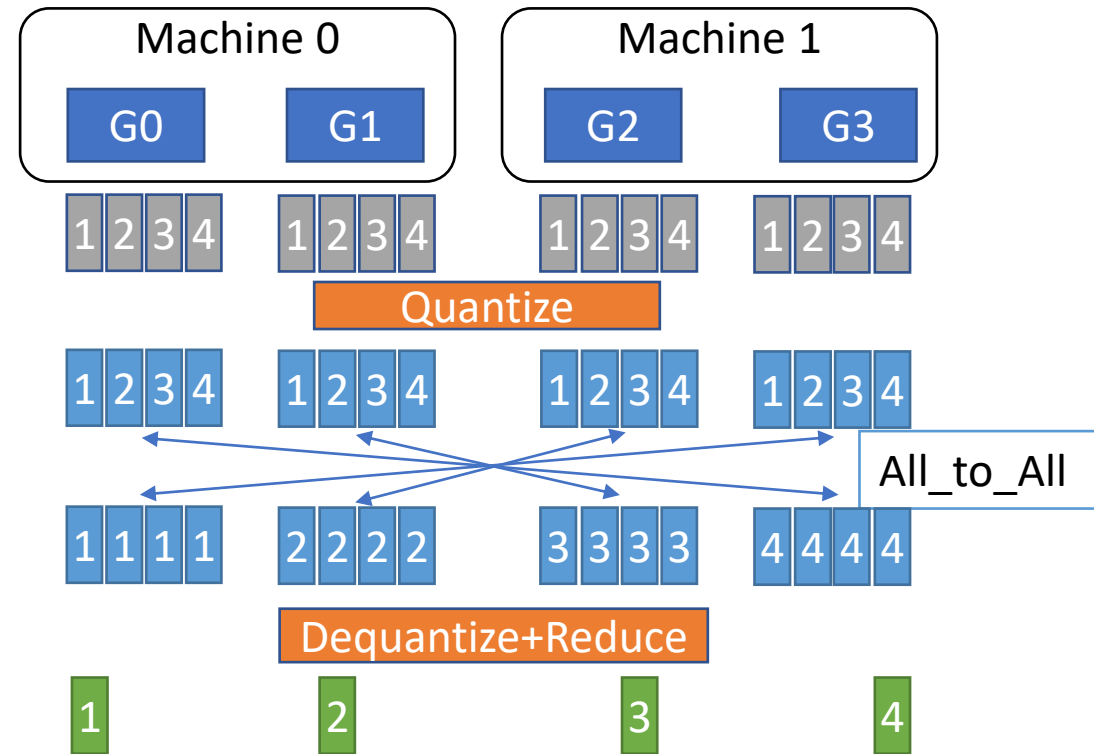 Machine 0 Machine 1
G0 G1 G2 G3
1 2 3 4 1 2 3 4 1 2 3 4 1 2 3 4
Quantize
1 2 3 4 1 2 3 4 1 2 3 4 1 2 3 4
All_to_All
1 1 1 1 2 2 2 2 3 3 3 3 4 4 4 4
Dequantize+Reduce
1 2 3 4